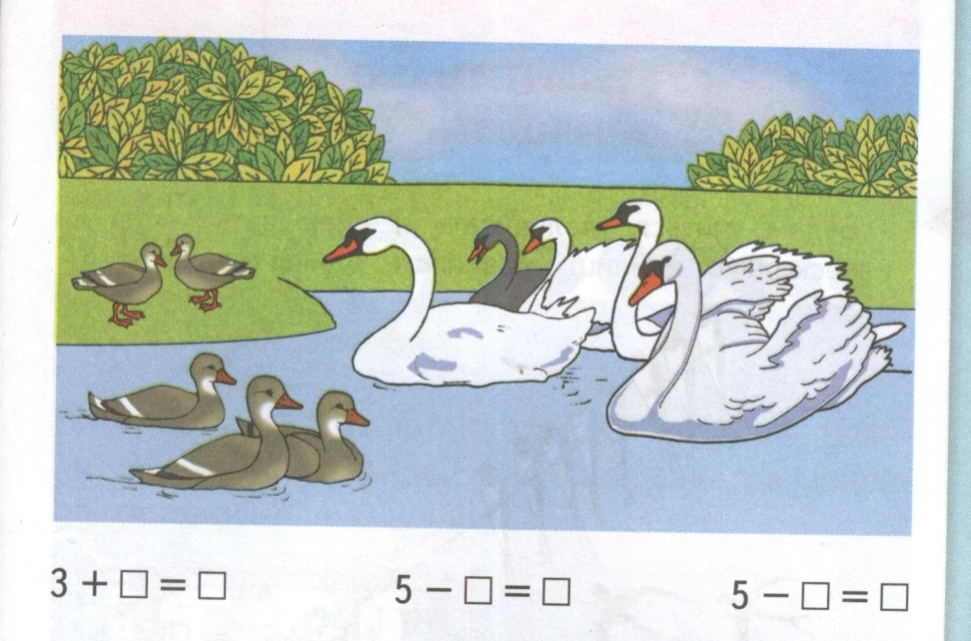 3 + □ = □ 5 − □ = □ 5 − □ = □